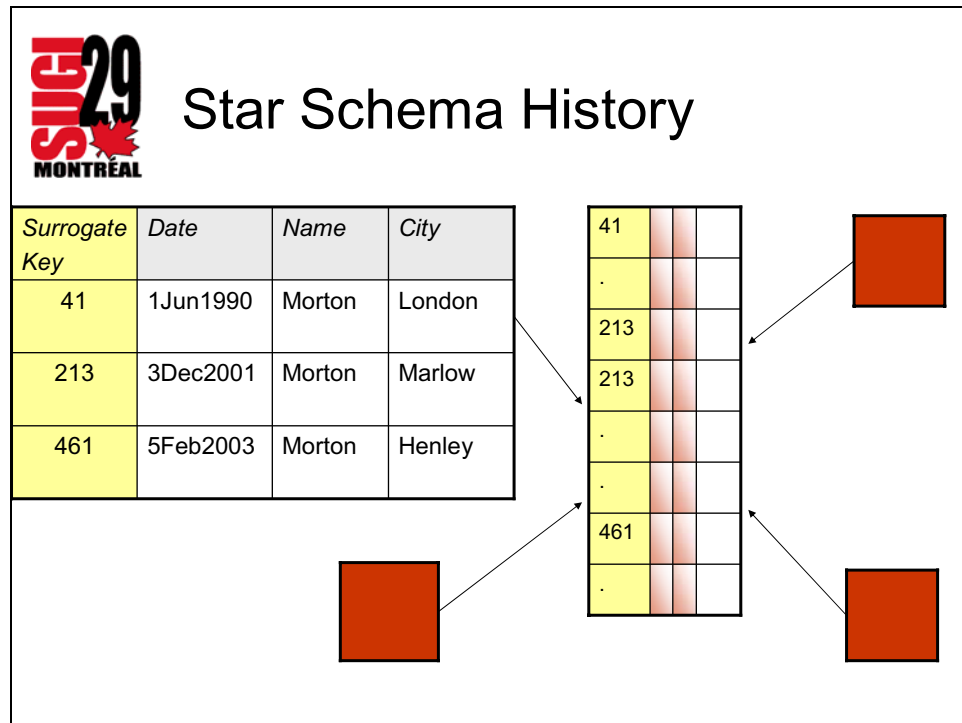 SUGI 29
MONTRÉAL
Star Schema History
Surrogate Key Date Name City
41 1Jun1990 Morton London
213 3Dec2001 Morton Marlow
461 5Feb2003 Morton Henley
41
.
213
213
.
.
461
.